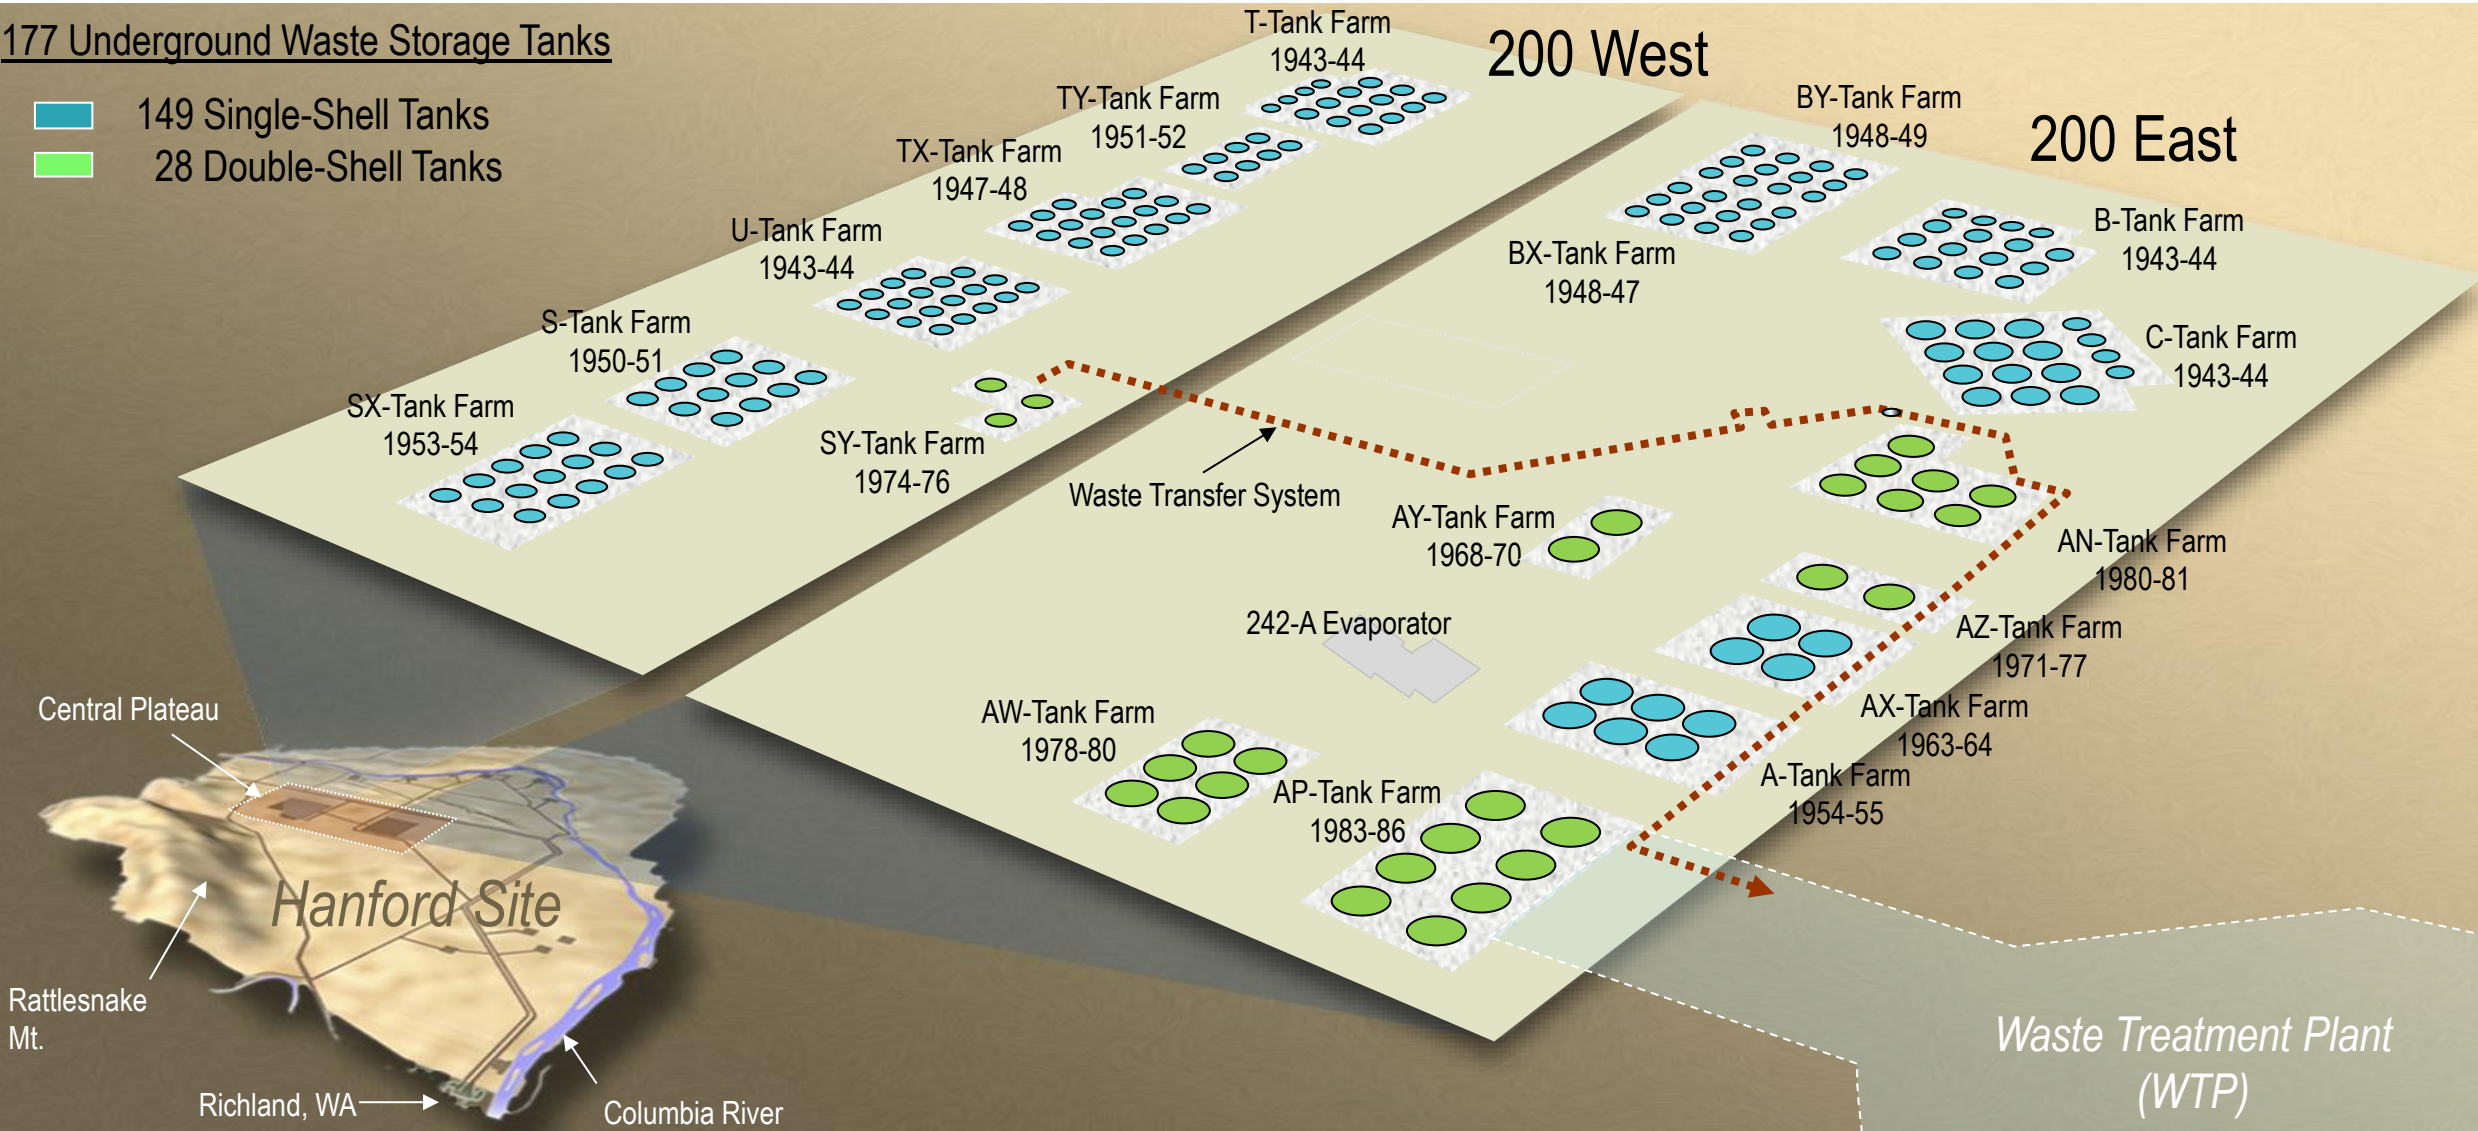 177 Underground Waste Storage Tanks
149 Single-Shell Tanks
28 Double-Shell Tanks
200 West
200 East
T-Tank Farm
1943-44
TY-Tank Farm
1951-52
TX-Tank Farm
1947-48
U-Tank Farm
1943-44
S-Tank Farm
1950-51
SX-Tank Farm
1953-54
SY-Tank Farm
1974-76
BY-Tank Farm
1948-49
BX-Tank Farm
1948-47
B-Tank Farm
1943-44
C-Tank Farm
1943-44
Waste Transfer System
AY-Tank Farm
1968-70
AN-Tank Farm
1980-81
242-A Evaporator
AZ-Tank Farm
1971-77
AX-Tank Farm
1963-64
AW-Tank Farm
1978-80
AP-Tank Farm
1983-86
A-Tank Farm
1954-55
Central Plateau
Hanford Site
Rattlesnake
Mt.
Richland, WA
Columbia River
Waste Treatment Plant
(WTP)